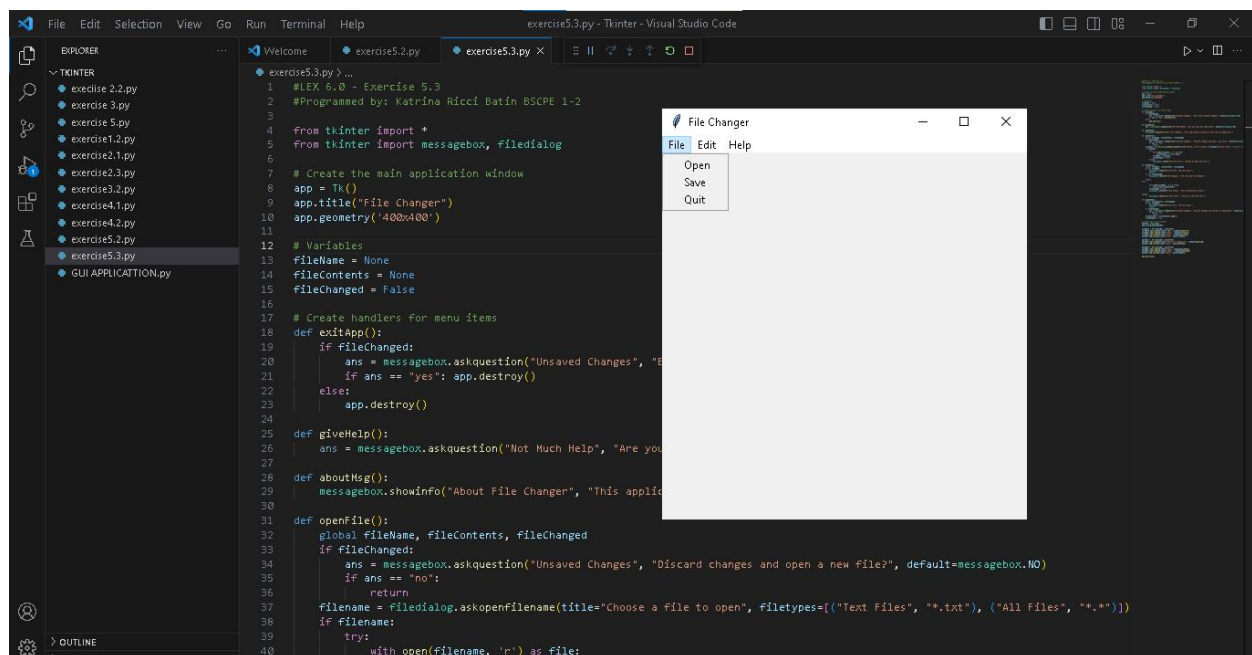 File Edit Selection View Go Run Terminal Help
exercise5.3.py - Tkinter - Visual Studio Code
EXPLORER
TKINTER
execiise 2.2.py
exercise 3.py
exercise 5.py
exercise1.2.py
exercise2.1.py
exercise2.3.py
exercise3.2.py
exercise4.1.py
exercise4.2.py
exercise5.2.py
exercise5.3.py
GUI APPLICATTION.py
OUTLINE
Welcome exercise5.2.py exercise5.3.py
exercise5.3.py > ...
1 #LEX 6.0 - Exercise 5.3
2 #Programmed by: Katrina Ricci Batin BSCPE 1-2
3
4 from tkinter import *
5 from tkinter import messagebox, filedialog
6
7 # Create the main application window
8 app = Tk()
9 app.title("File Changer")
10 app.geometry('400x400')
11
12 # Variables
13 fileName = None
14 fileContents = None
15 fileChanged = False
16
17 # Create handlers for menu items
18 def exitApp():
19 if fileChanged:
20 ans = messagebox.askquestion("Unsaved Changes", "E
21 if ans == "yes": app.destroy()
22 else:
23 app.destroy()
24
25 def giveHelp():
26 ans = messagebox.askquestion("Not Much Help", "Are you
27
28 def aboutMsg():
29 messagebox.showinfo("About File Changer", "This applic
30
31 def openFile():
32 global fileName, fileContents, fileChanged
33 if fileChanged:
34 ans = messagebox.askquestion("Unsaved Changes", "Discard changes and open a new file?", default=messagebox.NO)
35 if ans == "no":
36 return
37 filename = filedialog.askopenfilename(title="Choose a file to open", filetypes=[("Text Files", "*.txt"), ("All Files", "*.*")])
38 if filename:
39 try:
40 with open(filename, 'r') as file:
File Changer
File Edit Help
Open
Save
Quit
1